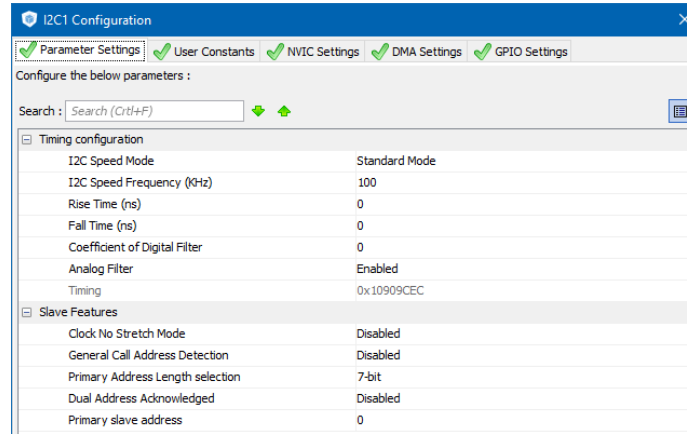 I2C1 Configuration
Parameter Settings User Constants NVIC Settings DMA Settings GPIO Settings
Configure the below parameters :
Search : Search (Crtl+F)
Timing configuration
I2C Speed Mode Standard Mode
I2C Speed Frequency (KHz) 100
Rise Time (ns) 0
Fall Time (ns) 0
Coefficient of Digital Filter 0
Analog Filter Enabled
Timing 0x10909CEC
Slave Features
Clock No Stretch Mode Disabled
General Call Address Detection Disabled
Primary Address Length selection 7-bit
Dual Address Acknowledged Disabled
Primary slave address 0